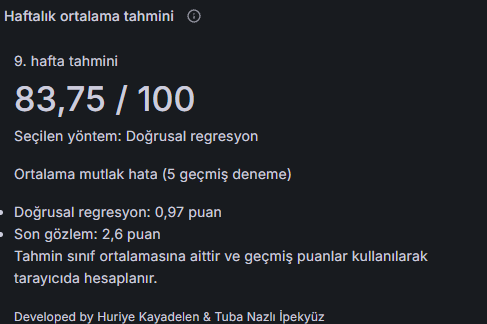 Haftalık ortalama tahmini
9. hafta tahmini
83,75 / 100
Seçilen yöntem: Doğrusal regresyon
Ortalama mutlak hata (5 geçmiş deneme)
Doğrusal regresyon: 0,97 puan
Son gözlem: 2,6 puan
Tahmin sınıf ortalamasına aittir ve geçmiş puanlar kullanılarak
tarayıcıda hesaplanır.
Developed by Huriye Kayadelen & Tuba Nazlı İpekyüz